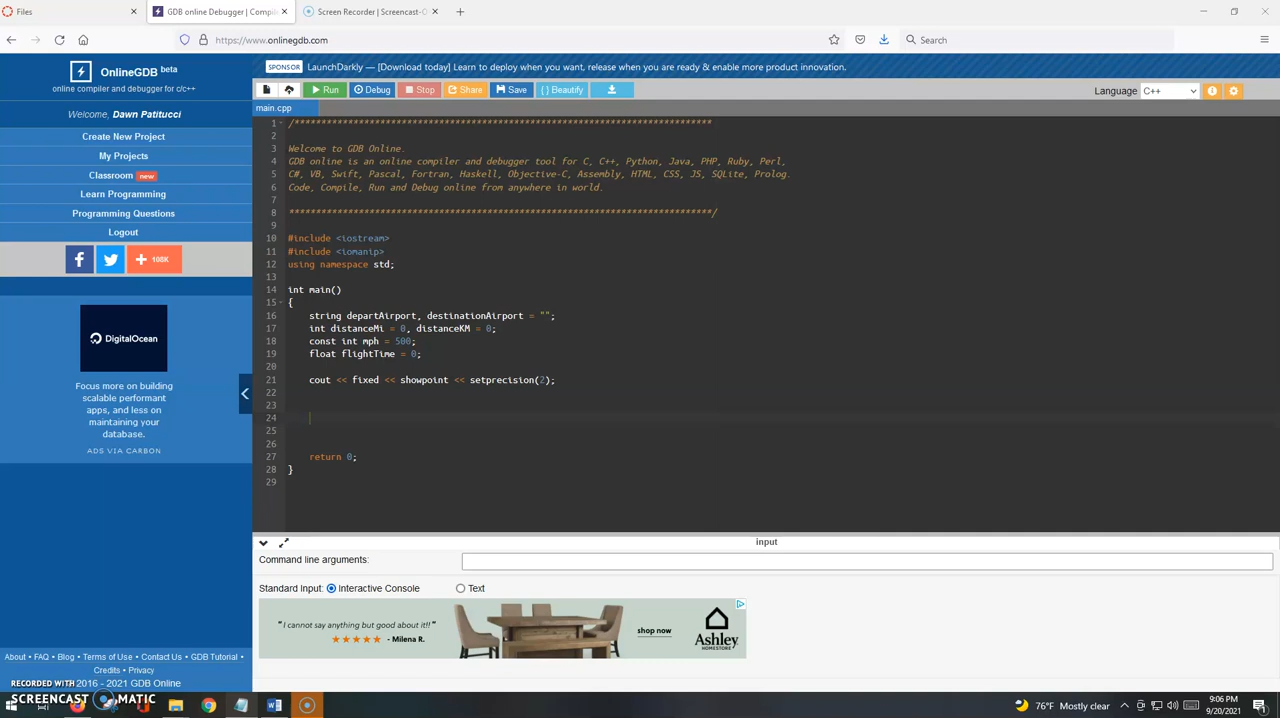 Files
GDB online Debugger | Compile
Screen Recorder | Screencast-O
https://www.onlinegdb.com
Search
OnlineGDB beta
online compiler and debugger for c/c++
Welcome, Dawn Patitucci
Create New Project
My Projects
Classroom new
Learn Programming
Programming Questions
Logout
108K
DigitalOcean
Focus more on building
scalable performant
apps, and less on
maintaining your
database.
ADS VIA CARBON
About • FAQ • Blog • Terms of Use • Contact Us • GDB Tutorial •
Credits • Privacy
2016 - 2021 GDB Online
SPONSOR LaunchDarkly — [Download today] Learn to deploy when you want, release when you are ready & enable more product innovation.
Run Debug Stop Share Save { } Beautify
Language C++
main.cpp
1 /******************************************************************************
2
3 Welcome to GDB Online.
4 GDB online is an online compiler and debugger tool for C, C++, Python, Java, PHP, Ruby, Perl,
5 C#, VB, Swift, Pascal, Fortran, Haskell, Objective-C, Assembly, HTML, CSS, JS, SQLite, Prolog.
6 Code, Compile, Run and Debug online from anywhere in world.
7
8 *******************************************************************************/
9
10 #include <iostream>
11 #include <iomanip>
12 using namespace std;
13
14 int main()
15 {
16 string departAirport, destinationAirport = "";
17 int distanceMi = 0, distanceKM = 0;
18 const int mph = 500;
19 float flightTime = 0;
20
21 cout << fixed << showpoint << setprecision(2);
22
23
24
25
26
27 return 0;
28 }
29
input
Command line arguments:
Standard Input: Interactive Console Text
"I cannot say anything but good about it!!"
- Milena R.
shop now
Ashley
HOMESTORE
RECORDED WITH
SCREENCAST MATIC
76°F Mostly clear
9:06 PM
9/20/2021